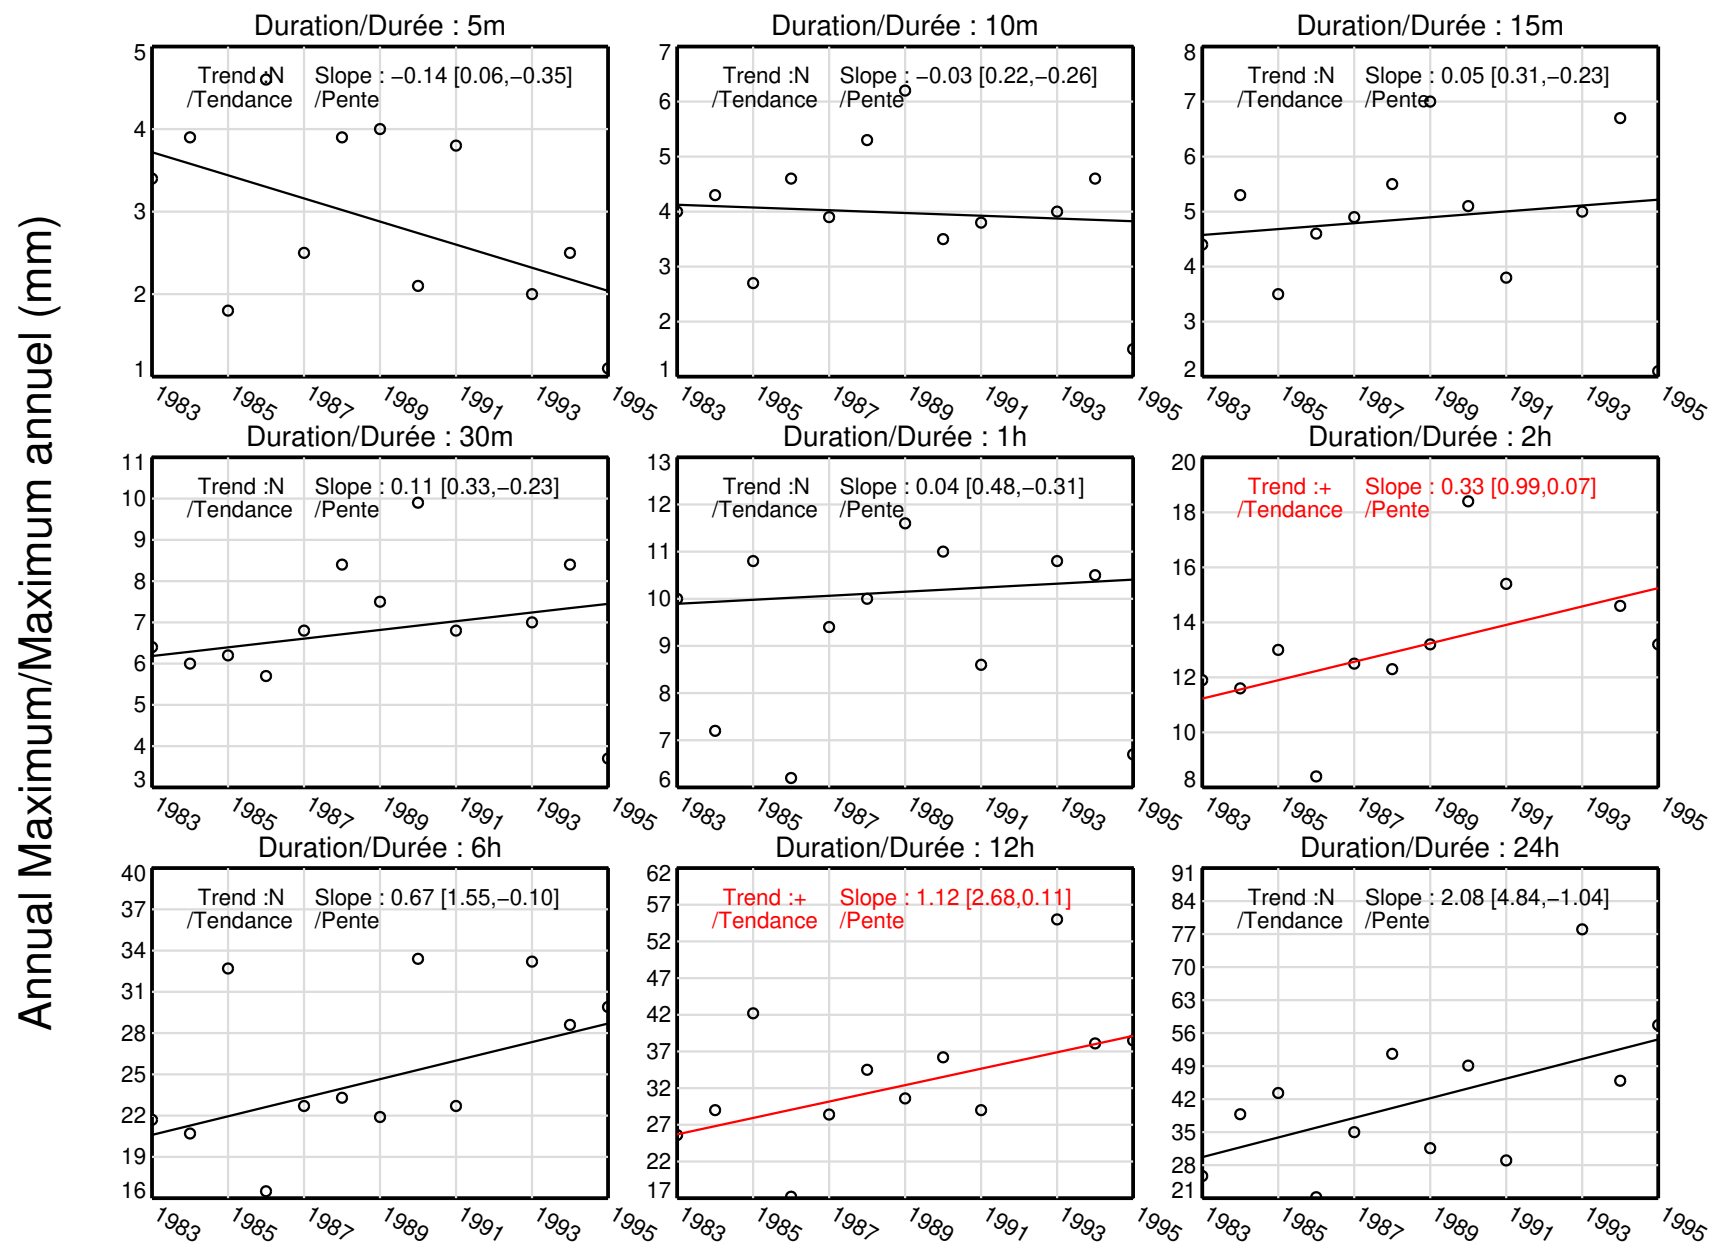 Annual Maximum/Maximum annuel (mm)
Duration/Durée : 5m
Trend :N Slope : −0.14 [0.06,−0.35]
/Tendance /Pente
5
4
3
2
1
1983 1985 1987 1989 1991 1993 1995
Duration/Durée : 10m
Trend :N Slope : −0.03 [0.22,−0.26]
/Tendance /Pente
7
6
5
4
3
2
1
1983 1985 1987 1989 1991 1993 1995
Duration/Durée : 15m
Trend :N Slope : 0.05 [0.31,−0.23]
/Tendance /Pente
8
7
6
5
4
3
2
1983 1985 1987 1989 1991 1993 1995
Duration/Durée : 30m
Trend :N Slope : 0.11 [0.33,−0.23]
/Tendance /Pente
11
10
9
8
7
6
5
4
3
1983 1985 1987 1989 1991 1993 1995
Duration/Durée : 1h
Trend :N Slope : 0.04 [0.48,−0.31]
/Tendance /Pente
13
12
11
10
9
8
7
6
1983 1985 1987 1989 1991 1993 1995
Duration/Durée : 2h
Trend :+ Slope : 0.33 [0.99,0.07]
/Tendance /Pente
20
18
16
14
12
10
8
1983 1985 1987 1989 1991 1993 1995
Duration/Durée : 6h
Trend :N Slope : 0.67 [1.55,−0.10]
/Tendance /Pente
40
37
34
31
28
25
22
19
16
1983 1985 1987 1989 1991 1993 1995
Duration/Durée : 12h
Trend :+ Slope : 1.12 [2.68,0.11]
/Tendance /Pente
62
57
52
47
42
37
32
27
22
17
1983 1985 1987 1989 1991 1993 1995
Duration/Durée : 24h
Trend :N Slope : 2.08 [4.84,−1.04]
/Tendance /Pente
91
84
77
70
63
56
49
42
35
28
21
1983 1985 1987 1989 1991 1993 1995